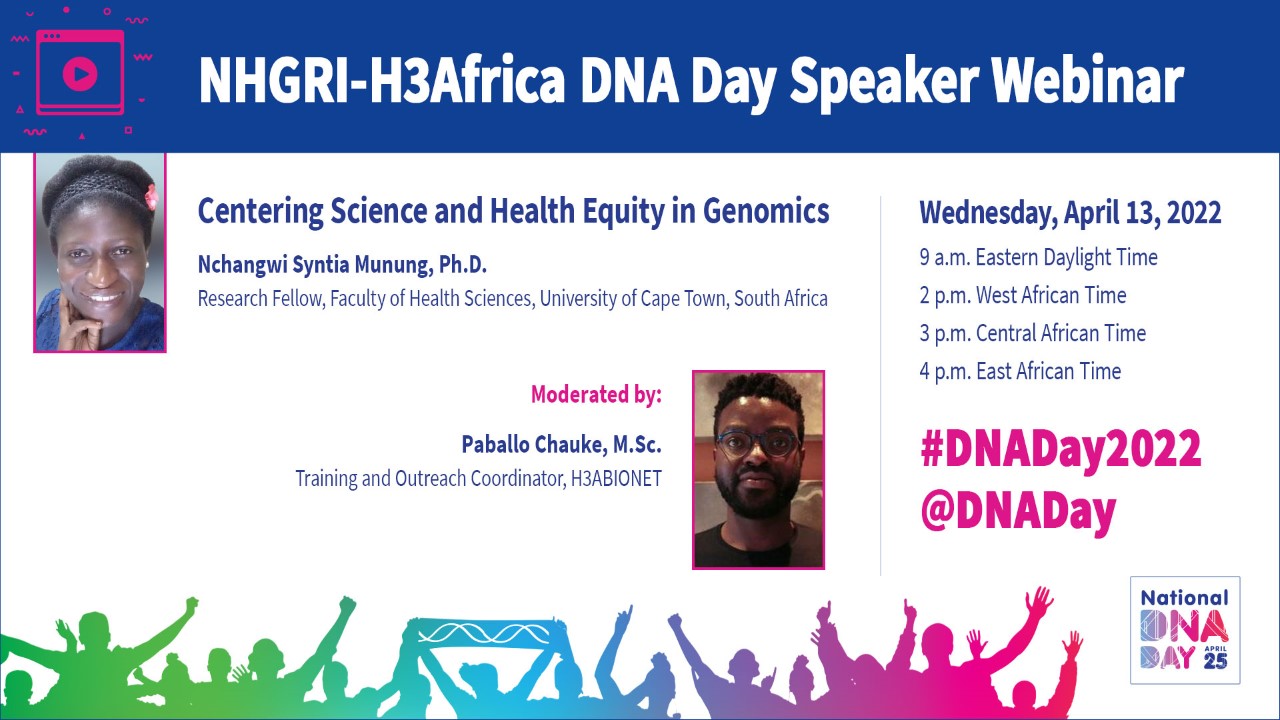 NHGRI-H3Africa DNA Day Speaker Webinar
Centering Science and Health Equity in Genomics
Nchangwi Syntia Munung, Ph.D.
Research Fellow, Faculty of Health Sciences, University of Cape Town, South Africa
Moderated by:
Paballo Chauke, M.Sc.
Training and Outreach Coordinator, H3ABIONET
Wednesday, April 13, 2022
9 a.m. Eastern Daylight Time
2 p.m. West African Time
3 p.m. Central African Time
4 p.m. East African Time
#DNADay2022
@DNADay
National
DNA
DAY APRIL 25